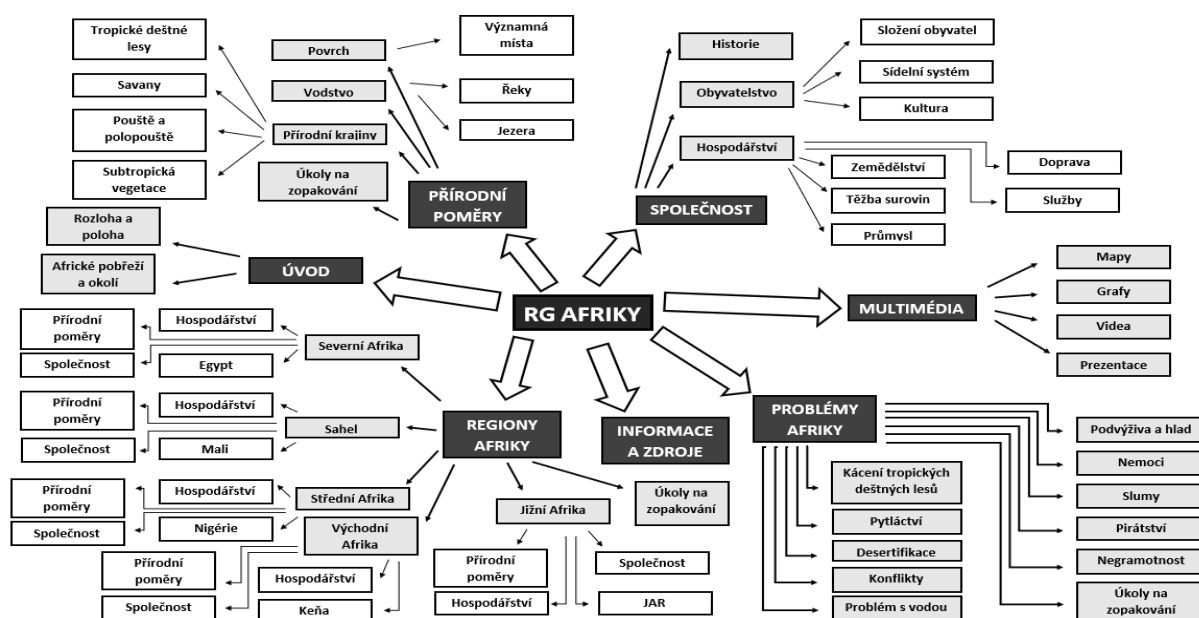 Tropické deštné
lesy
Savany
Pouště a
polopouště
Subtropická
vegetace
Povrch
Vodstvo
Přírodní krajiny
Úkoly na
zopakování
Významná
místa
Řeky
Jezera
PŘÍRODNÍ
POMĚRY
Historie
Obyvatelstvo
Hospodářství
Složení obyvatel
Sídelní systém
Kultura
Zemědělství
Těžba surovin
Průmysl
Doprava
Služby
SPOLEČNOST
Rozloha a
poloha
Africké pobřeží
a okolí
ÚVOD
RG AFRIKY
MULTIMÉDIA
Mapy
Grafy
Videa
Prezentace
Přírodní
poměry
Společnost
Hospodářství
Egypt
Severní Afrika
Přírodní
poměry
Společnost
Hospodářství
Mali
Sahel
REGIONY
AFRIKY
INFORMACE
A ZDROJE
PROBLÉMY
AFRIKY
Přírodní
poměry
Společnost
Hospodářství
Nigérie
Střední Afrika
Východní
Afrika
Přírodní
poměry
Společnost
Hospodářství
Keňa
Jižní Afrika
Přírodní
poměry
Hospodářství
Společnost
JAR
Úkoly na
zopakování
Kácení tropických
deštných lesů
Pytláctví
Desertifikace
Konflikty
Problém s vodou
Podvýživa a hlad
Nemoci
Slumy
Pirátství
Negramotnost
Úkoly na
zopakování